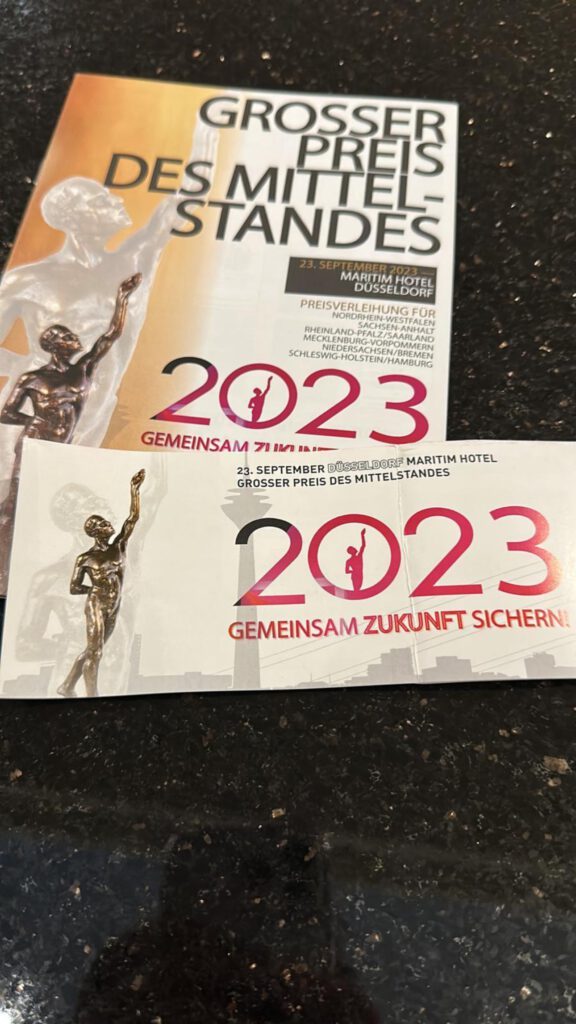 GROSSER
PREIS
DES MITTEL-
STANDES
23. SEPTEMBER 2023
MARITIM HOTEL
DÜSSELDORF
PREISVERLEIHUNG FÜR
NORDRHEIN-WESTFALEN
SACHSEN-ANHALT
RHEINLAND-PFALZ/SAARLAND
MECKLENBURG-VORPOMMERN
NIEDERSACHSEN/BREMEN
SCHLESWIG-HOLSTEIN/HAMBURG
2023
GEMEINSAM ZUKUNFT
23. SEPTEMBER DÜSSELDORF MARITIM HOTEL
GROSSER PREIS DES MITTELSTANDES
2023
GEMEINSAM ZUKUNFT SICHERN!